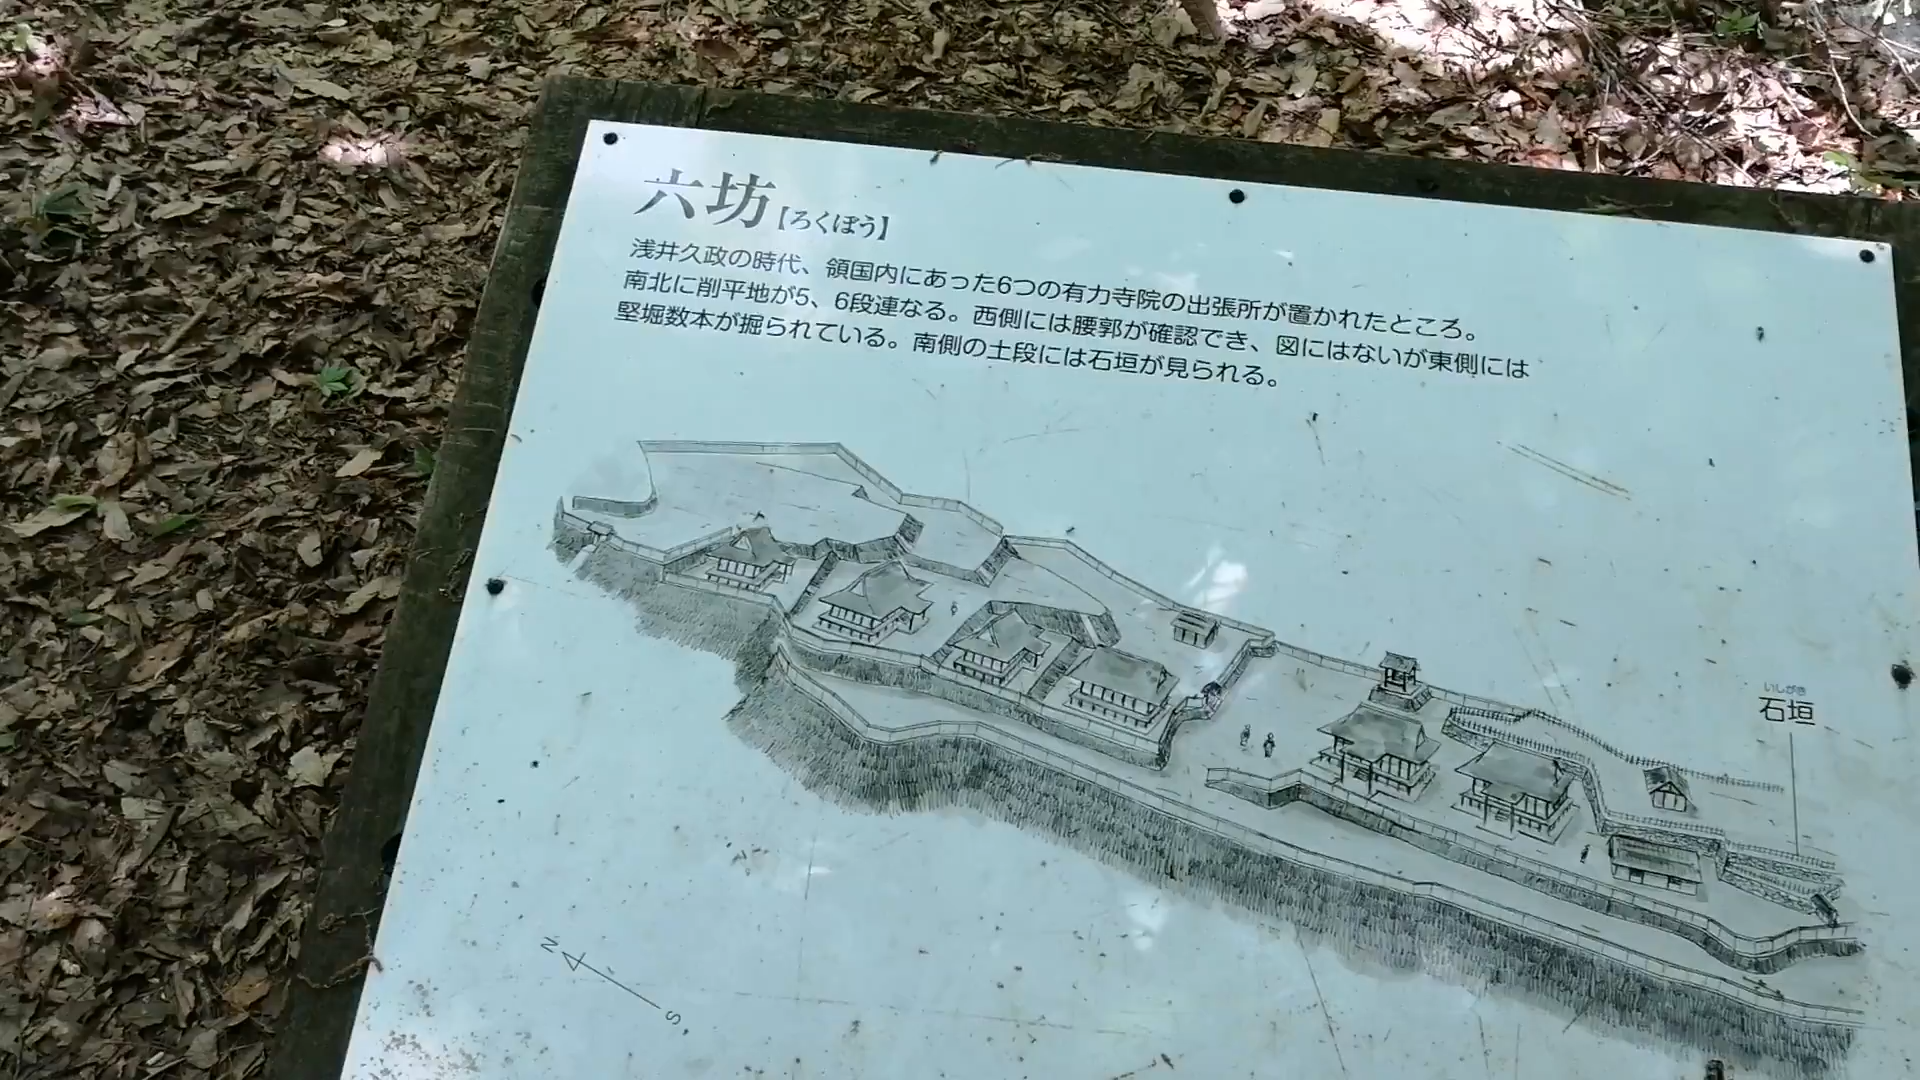 六坊【ろくぼう】
浅井久政の時代、領国内にあった6つの有力寺院の出張所が置かれたところ。
南北に削平地が5、6段連なる。西側には腰郭が確認でき、図にはないが東側には
堅堀数本が掘られている。南側の土段には石垣が見られる。
いしがき
石垣
N
S